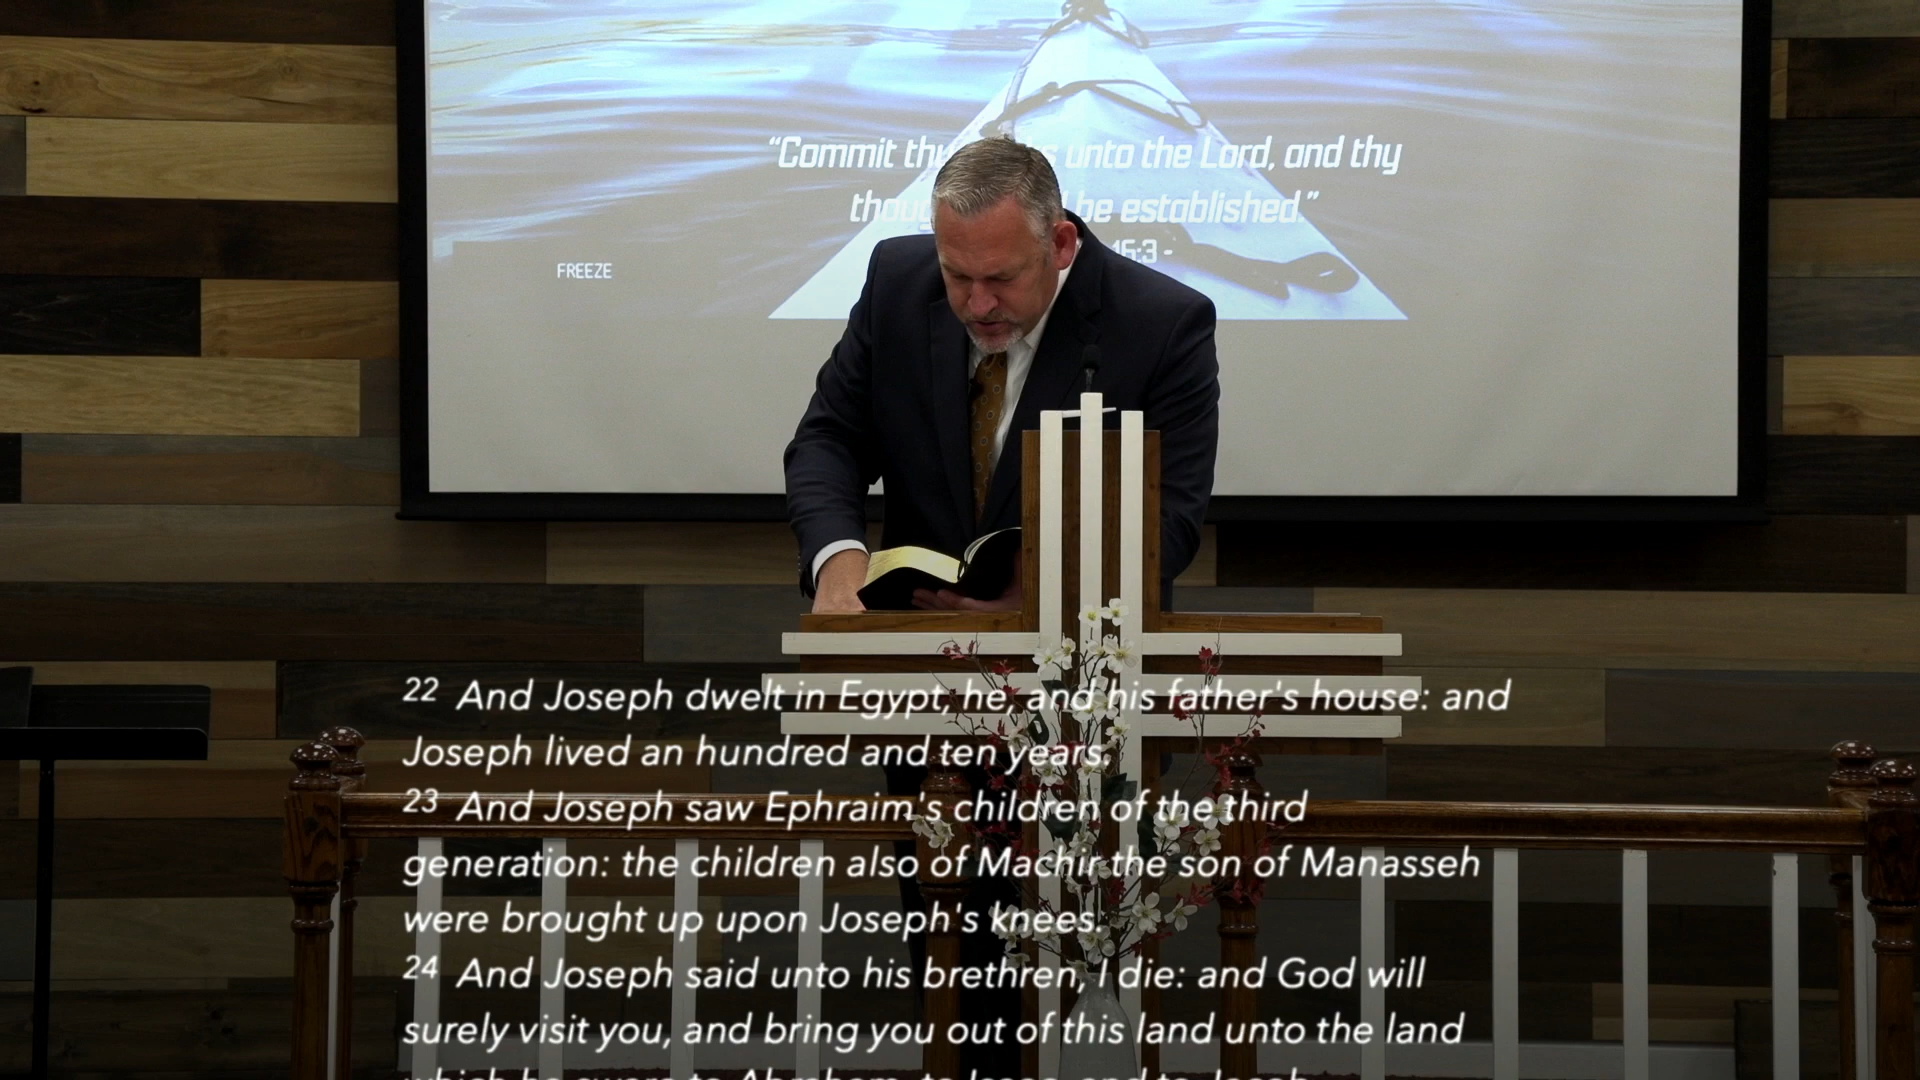 “Commit unto the Lord, and thy
be established.”
16:3 -
FREEZE
22 And Joseph dwelt in Egypt, he, and his father's house: and
Joseph lived an hundred and ten years.
23 And Joseph saw Ephraim's children of the third
generation: the children also of Machir the son of Manasseh
were brought up upon Joseph's knees.
24 And Joseph said unto his brethren, I die: and God will
surely visit you, and bring you out of this land unto the land